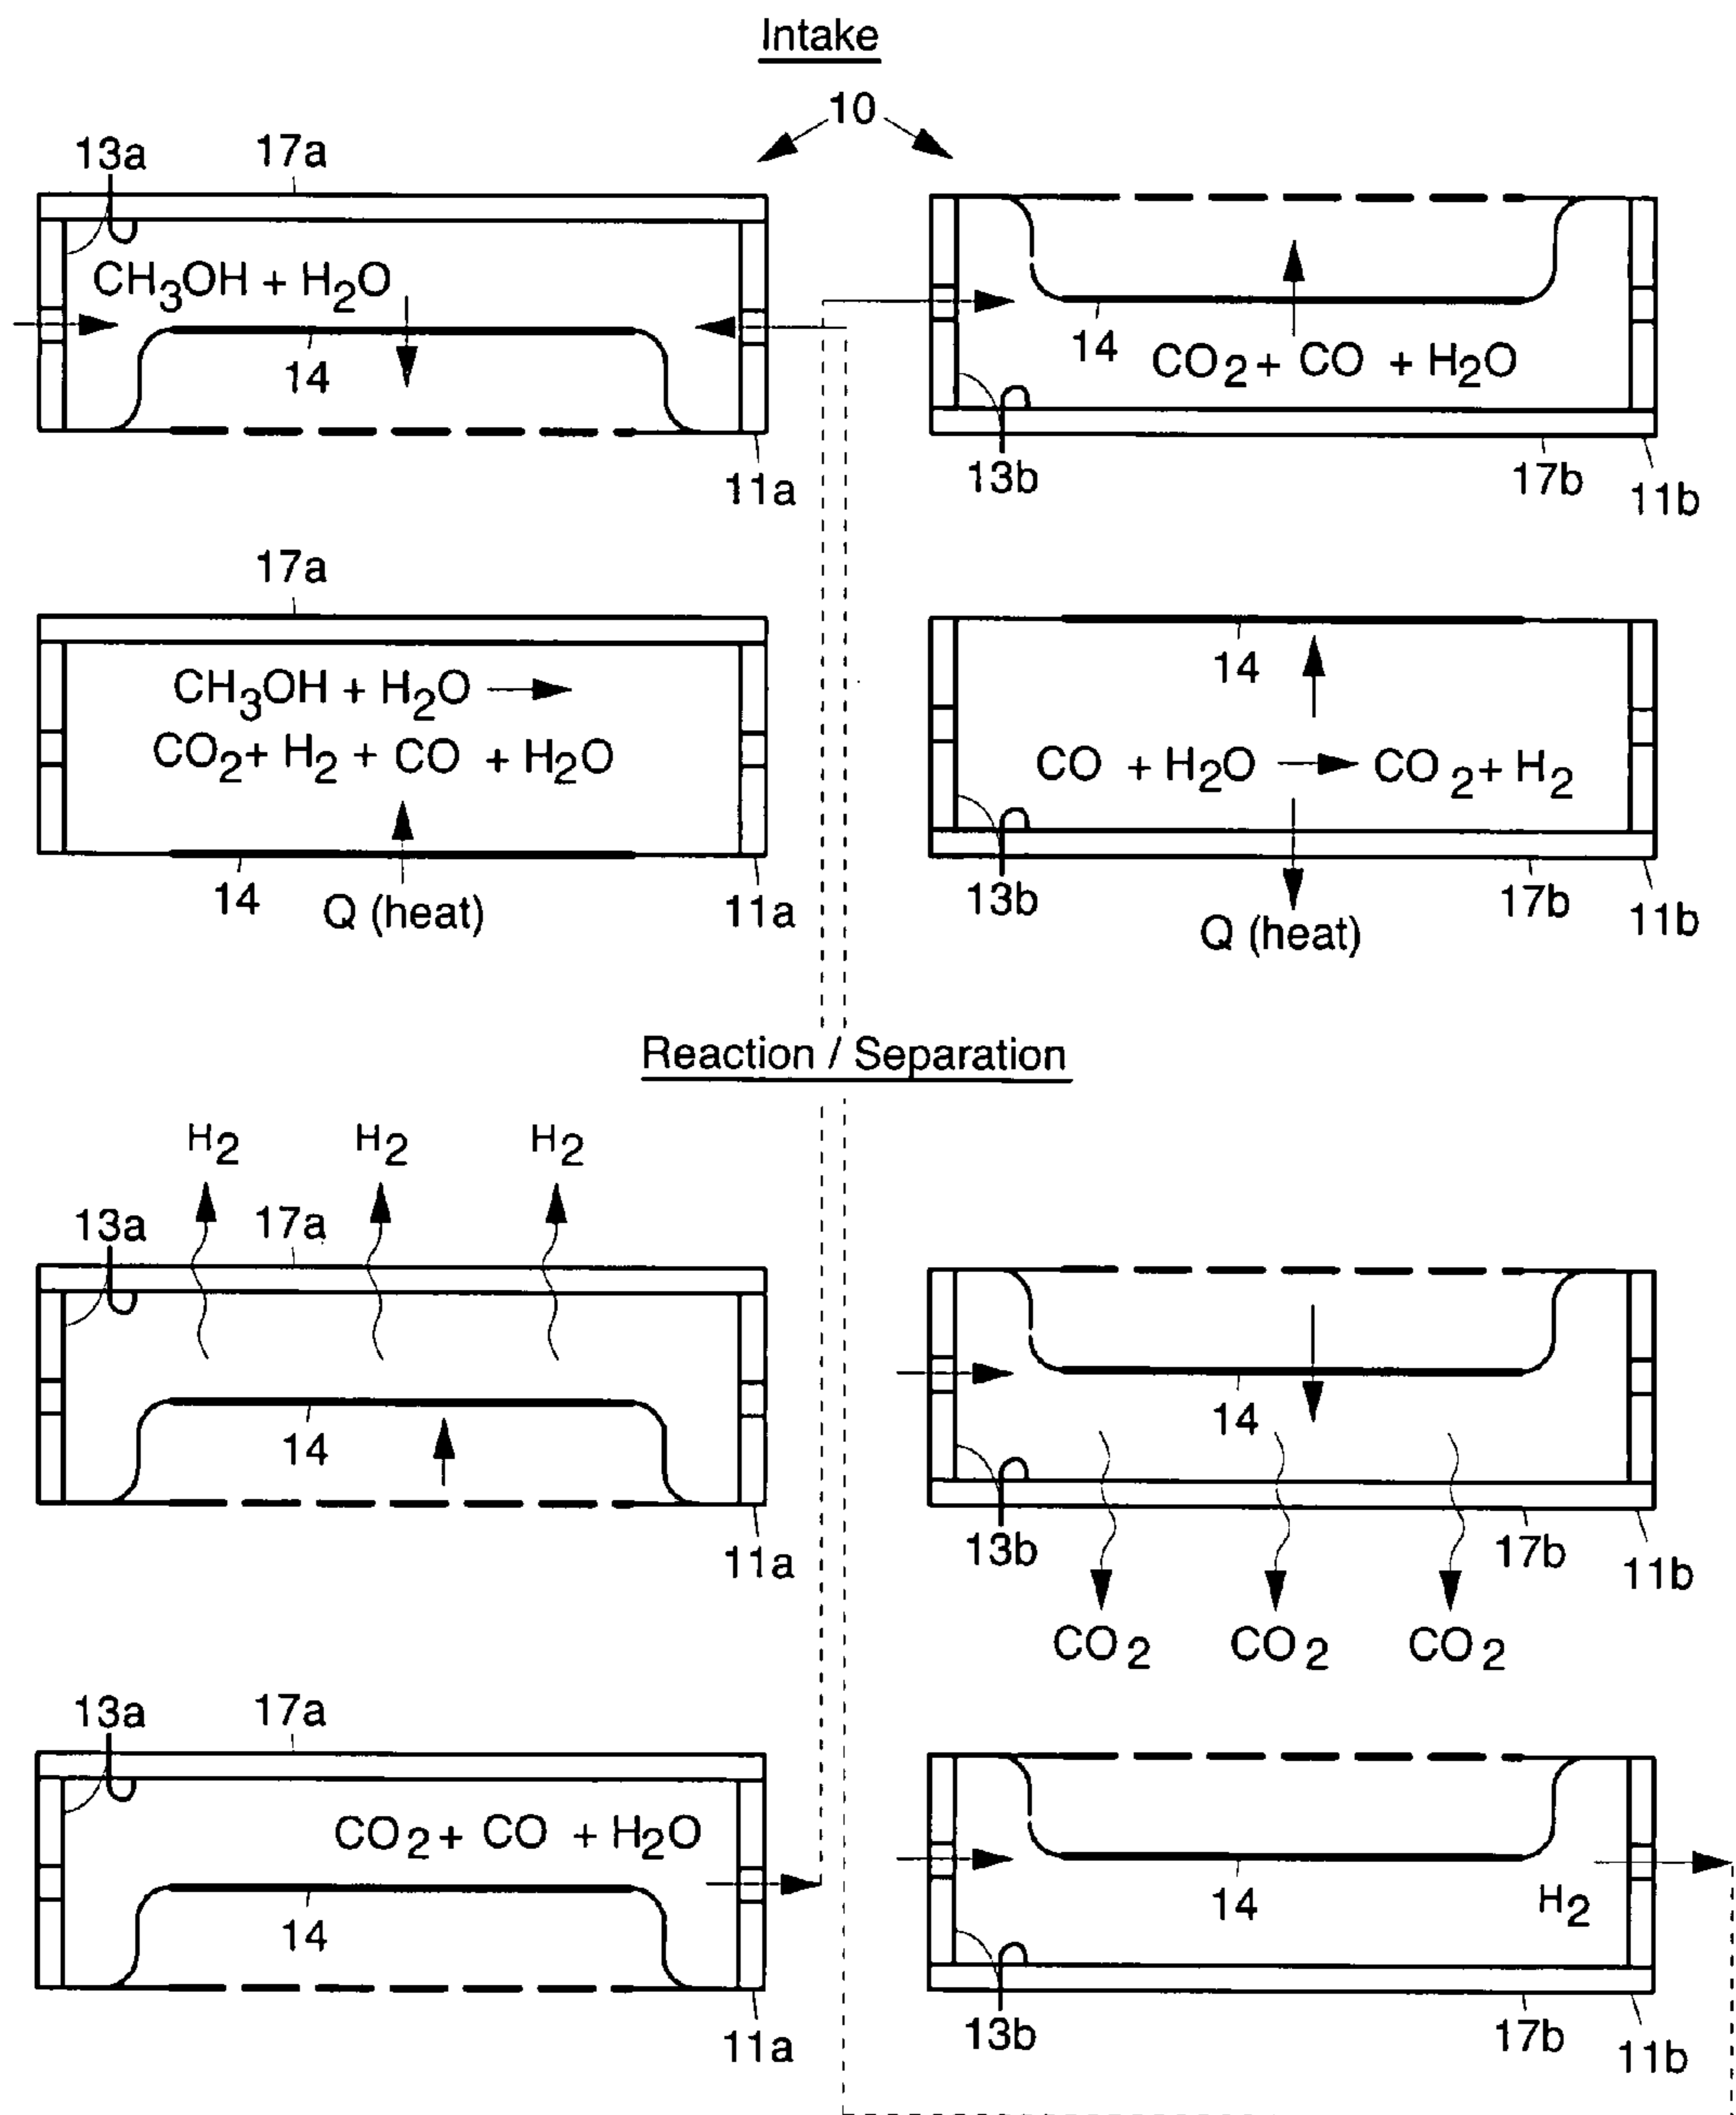 Intake
10
13a 17a
CH3OH + H2O
14
11a
14
CO2 + CO + H2O
13b 17b 11b
17a
CH3OH + H2O
CO2 + H2 + CO + H2O
14 Q (heat) 11a
14
CO + H2O CO2 + H2
13b Q (heat) 17b 11b
Reaction / Separation
H2 H2 H2
13a 17a
14
11a
14
13b 17b 11b
CO2 CO2 CO2
13a 17a
CO2 + CO + H2O
14
11a
14 H2
13b 17b 11b